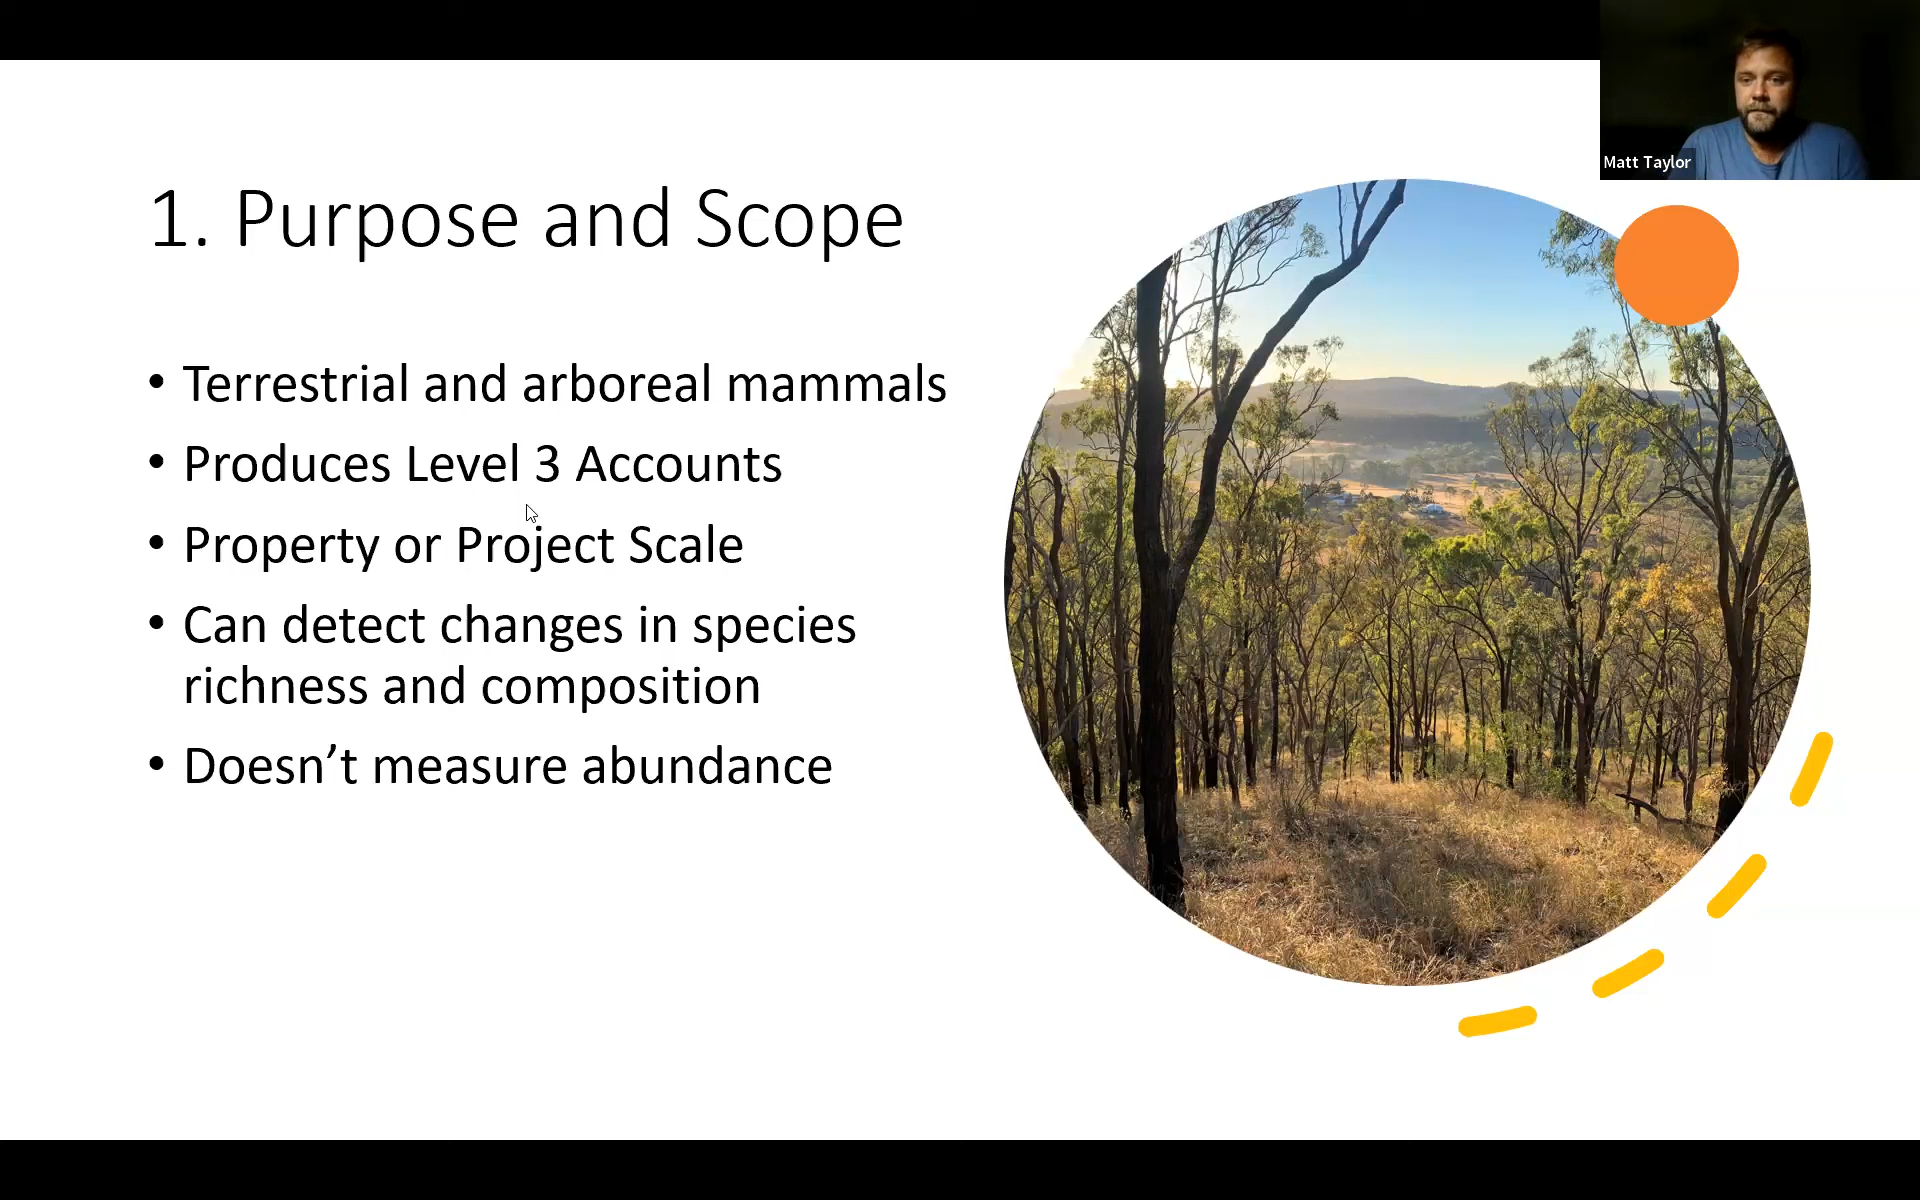 Matt Taylor
1. Purpose and Scope
• Terrestrial and arboreal mammals
• Produces Level 3 Accounts
• Property or Project Scale
• Can detect changes in species
richness and composition
• Doesn’t measure abundance